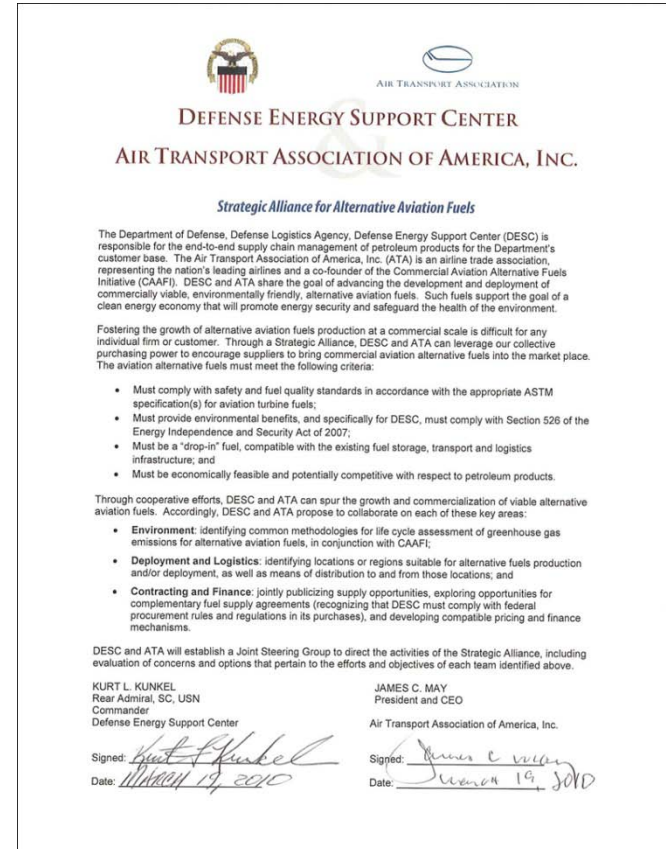 AIR TRANSPORT ASSOCIATION
&
DEFENSE ENERGY SUPPORT CENTER
AIR TRANSPORT ASSOCIATION OF AMERICA, INC.
Strategic Alliance for Alternative Aviation Fuels
The Department of Defense, Defense Logistics Agency, Defense Energy Support Center (DESC) is
responsible for the end-to-end supply chain management of petroleum products for the Department's
customer base. The Air Transport Association of America, Inc. (ATA) is an airline trade association,
representing the nation's leading airlines and a co-founder of the Commercial Aviation Alternative Fuels
Initiative (CAAFI). DESC and ATA share the goal of advancing the development and deployment of
commercially viable, environmentally friendly, alternative aviation fuels. Such fuels support the goal of a
clean energy economy that will promote energy security and safeguard the health of the environment.
Fostering the growth of alternative aviation fuels production at a commercial scale is difficult for any
individual firm or customer. Through a Strategic Alliance, DESC and ATA can leverage our collective
purchasing power to encourage suppliers to bring commercial aviation alternative fuels into the market place.
The aviation alternative fuels must meet the following criteria:
• Must comply with safety and fuel quality standards in accordance with the appropriate ASTM
specification(s) for aviation turbine fuels;
• Must provide environmental benefits, and specifically for DESC, must comply with Section 526 of the
Energy Independence and Security Act of 2007;
• Must be a "drop-in" fuel, compatible with the existing fuel storage, transport and logistics
infrastructure; and
• Must be economically feasible and potentially competitive with respect to petroleum products.
Through cooperative efforts, DESC and ATA can spur the growth and commercialization of viable alternative
aviation fuels. Accordingly, DESC and ATA propose to collaborate on each of these key areas:
• Environment: identifying common methodologies for life cycle assessment of greenhouse gas
emissions for alternative aviation fuels, in conjunction with CAAFI;
• Deployment and Logistics: identifying locations or regions suitable for alternative fuels production
and/or deployment, as well as means of distribution to and from those locations; and
• Contracting and Finance: jointly publicizing supply opportunities, exploring opportunities for
complementary fuel supply agreements (recognizing that DESC must comply with federal
procurement rules and regulations in its purchases), and developing compatible pricing and finance
mechanisms.
DESC and ATA will establish a Joint Steering Group to direct the activities of the Strategic Alliance, including
evaluation of concerns and options that pertain to the efforts and objectives of each team identified above.
KURT L. KUNKEL
Rear Admiral, SC, USN
Commander
Defense Energy Support Center
Signed: Kurt L Kunkel
Date: MARCH 19, 2010
JAMES C. MAY
President and CEO
Air Transport Association of America, Inc.
Signed: James C May
Date: March 19, 2010